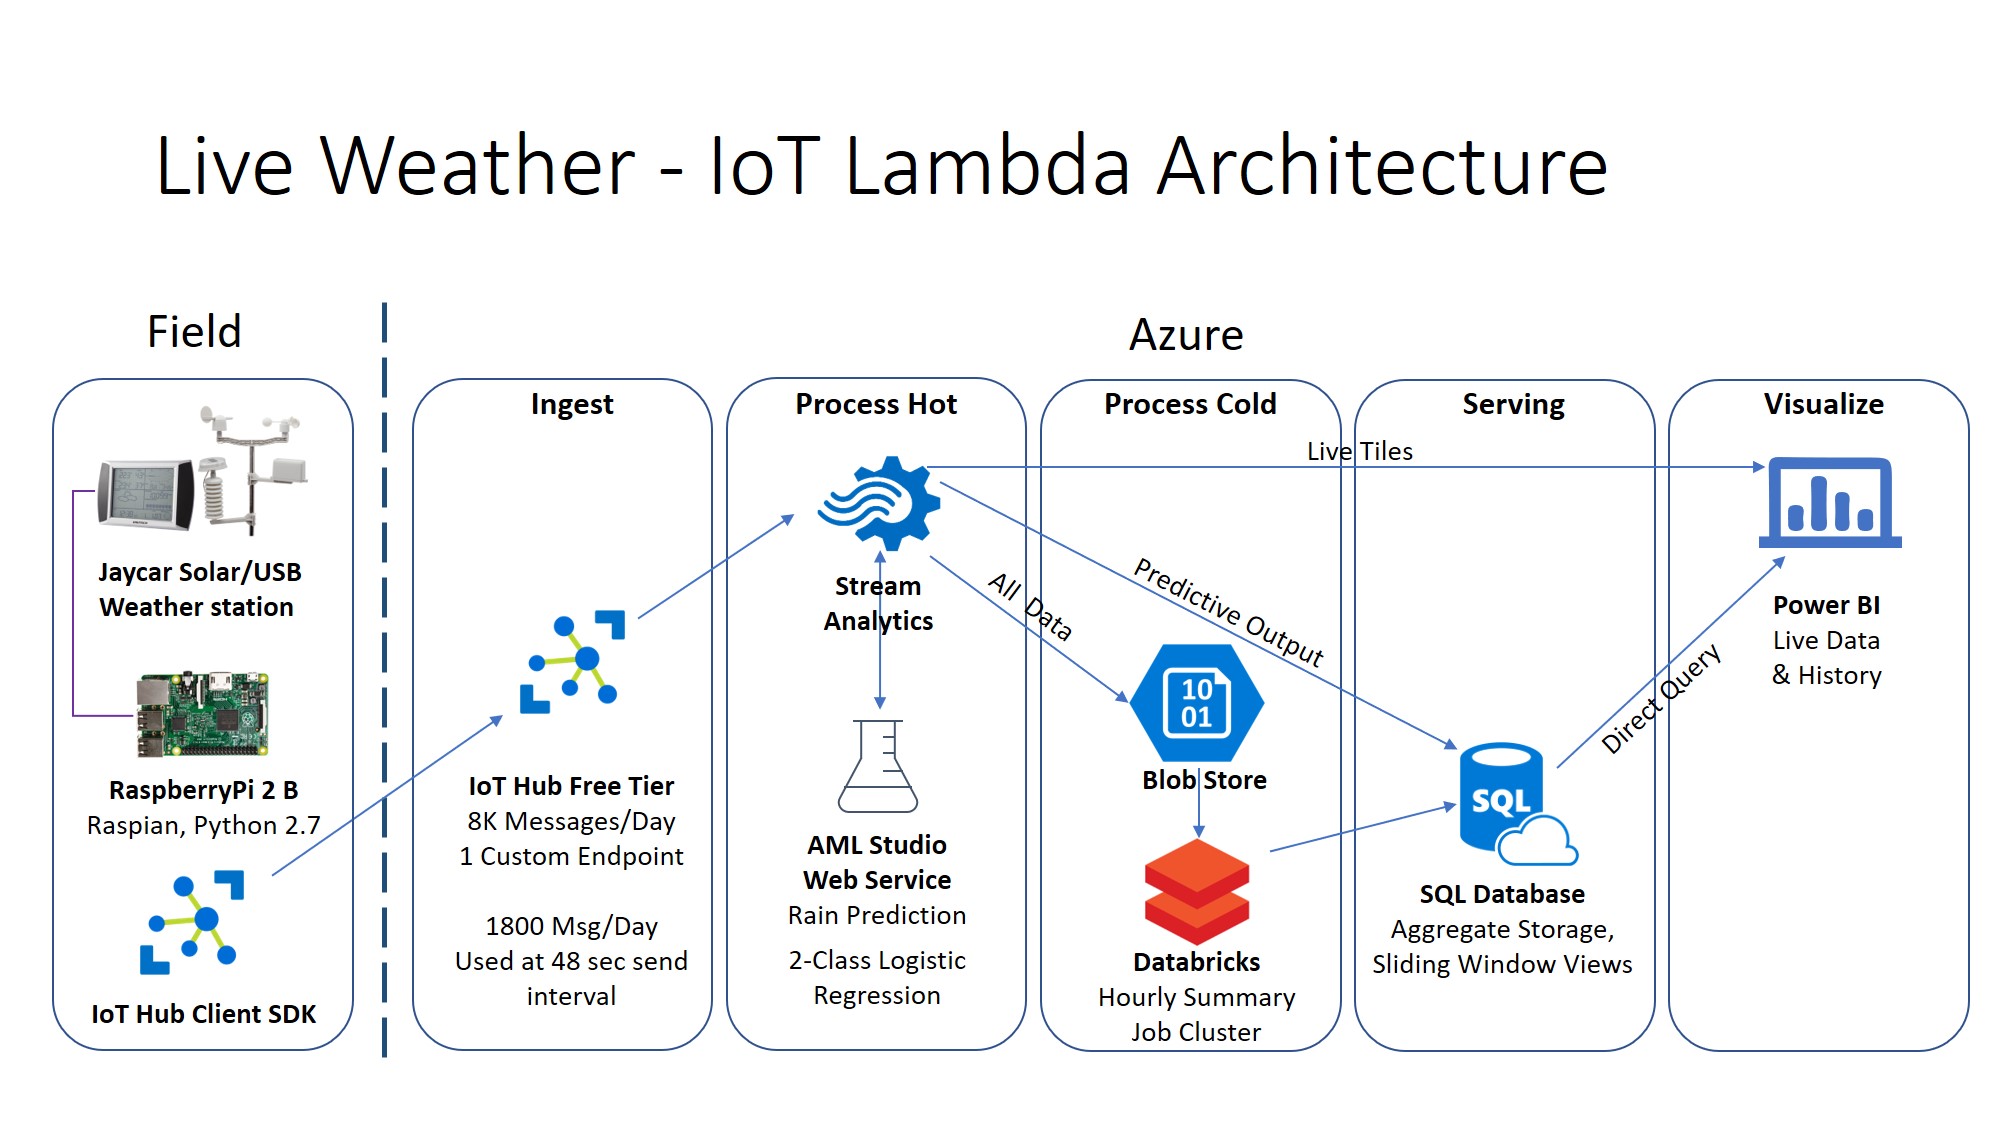 Live Weather - IoT Lambda Architecture
Field
Azure
Jaycar Solar/USB
Weather station
RaspberryPi 2 B
Raspian, Python 2.7
IoT Hub Client SDK
Ingest
IoT Hub Free Tier
8K Messages/Day
1 Custom Endpoint
1800 Msg/Day
Used at 48 sec send
interval
Process Hot
Stream
Analytics
AML Studio
Web Service
Rain Prediction
2-Class Logistic
Regression
Process Cold
All Data
Predictive Output
10
01
Blob Store
Databricks
Hourly Summary
Job Cluster
Live Tiles
Serving
SQL
SQL Database
Aggregate Storage,
Sliding Window Views
Direct Query
Visualize
Power BI
Live Data
& History